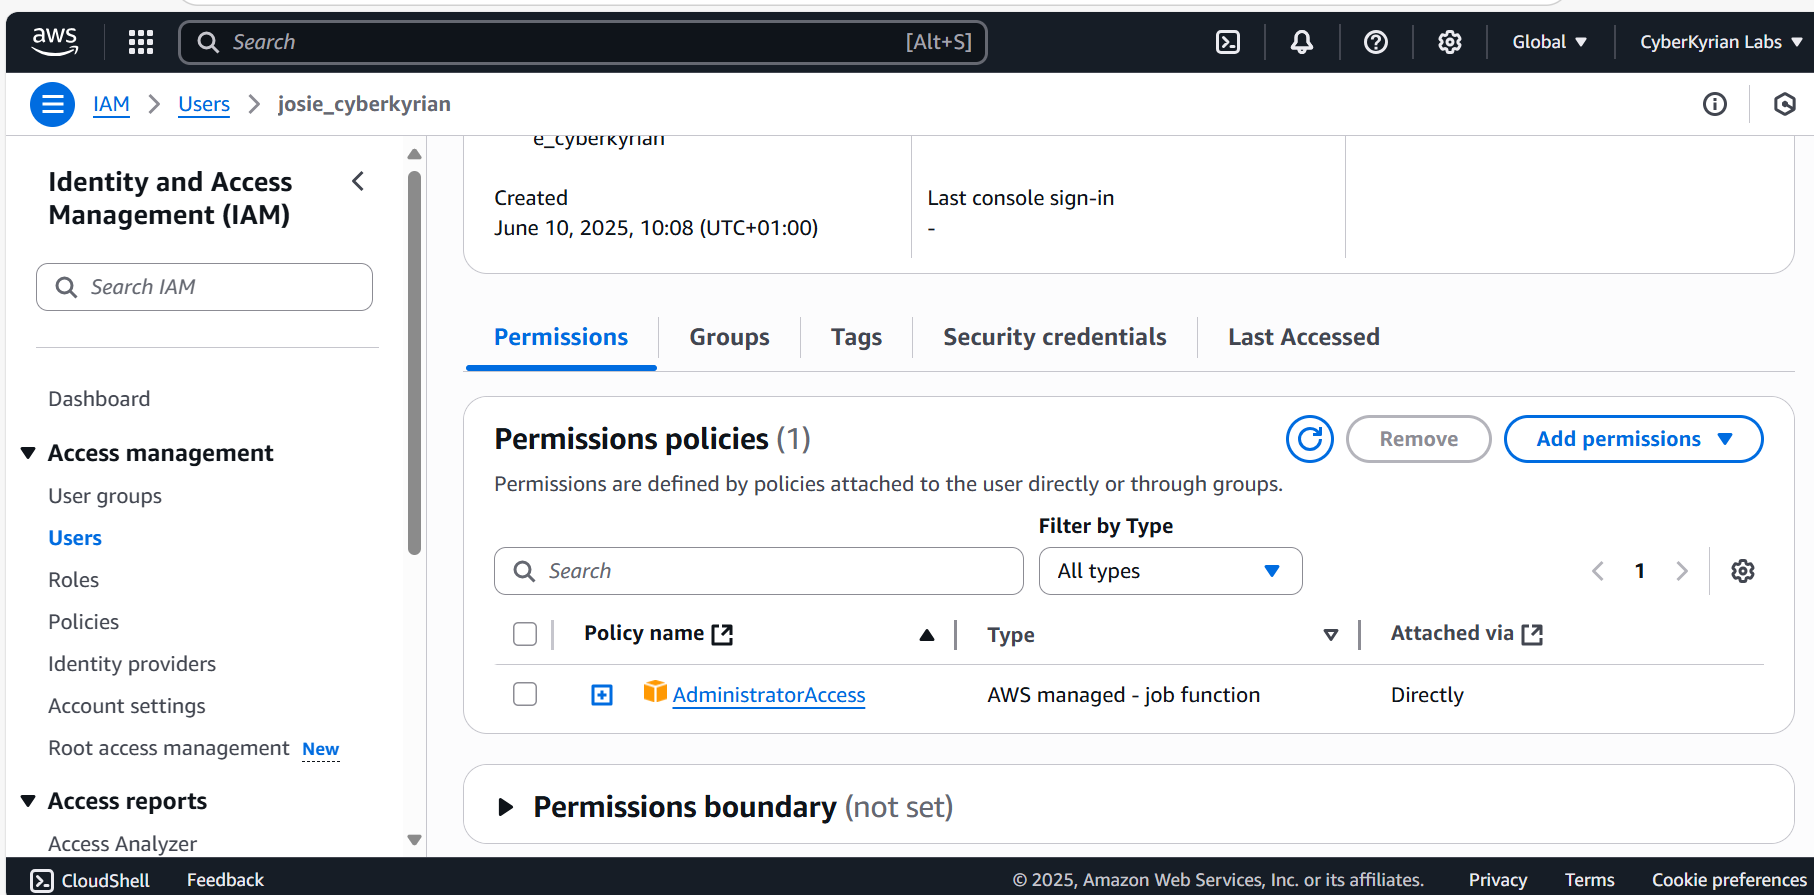 aws
Search [Alt+S] Global CyberKyrian Labs
IAM Users josie_cyberkyrian
Identity and Access
Management (IAM)
Search IAM
Dashboard
Access management
User groups
Users
Roles
Policies
Identity providers
Account settings
Root access management New
Access reports
Access Analyzer
e_cyberkyrian
Created
June 10, 2025, 10:08 (UTC+01:00)
Last console sign-in
-
Permissions Groups Tags Security credentials Last Accessed
Permissions policies (1)
Remove Add permissions
Permissions are defined by policies attached to the user directly or through groups.
Filter by Type
Search All types 1
Policy name Type Attached via
AdministratorAccess AWS managed - job function Directly
Permissions boundary (not set)
CloudShell Feedback © 2025, Amazon Web Services, Inc. or its affiliates. Privacy Terms Cookie preferences